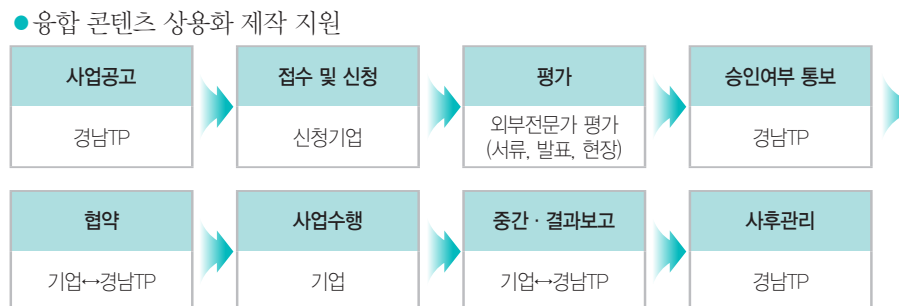 ●융합 콘텐츠 상용화 제작 지원
사업공고
경남TP
접수 및 신청
신청기업
평가
외부전문가 평가
(서류, 발표, 현장)
승인여부 통보
경남TP
협약
기업↔경남TP
사업수행
기업
중간 · 결과보고
기업↔경남TP
사후관리
경남TP